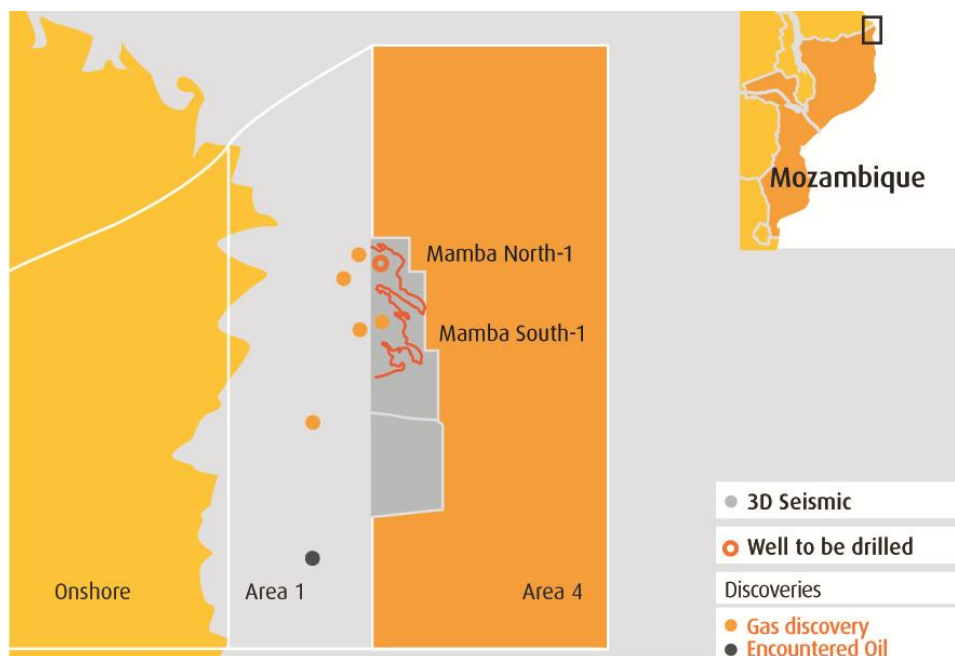 Mozambique
Mamba North-1
Mamba South-1
Onshore
Area 1
Area 4
3D Seismic
Well to be drilled
Discoveries
Gas discovery
Encountered Oil